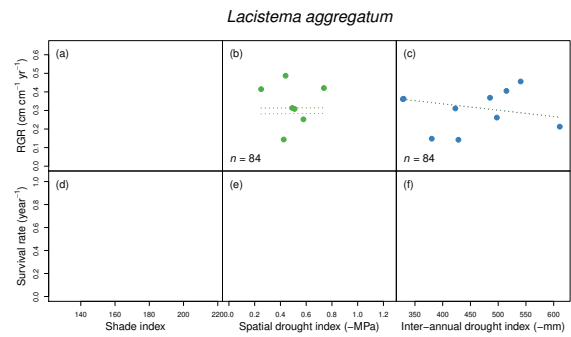 Lacistema aggregatum
RGR (cm cm⁻¹ yr⁻¹)
0.0 0.1 0.2 0.3 0.4 0.5 0.6
(a)
(b)
n = 84
(c)
n = 84
Survival rate (year⁻¹)
0.0 0.2 0.4 0.6 0.8 1.0
(d)
(e)
(f)
140 160 180 200 220
0.0 0.2 0.4 0.6 0.8 1.0 1.2
350 400 450 500 550 600
Shade index
Spatial drought index (−MPa)
Inter−annual drought index (−mm)